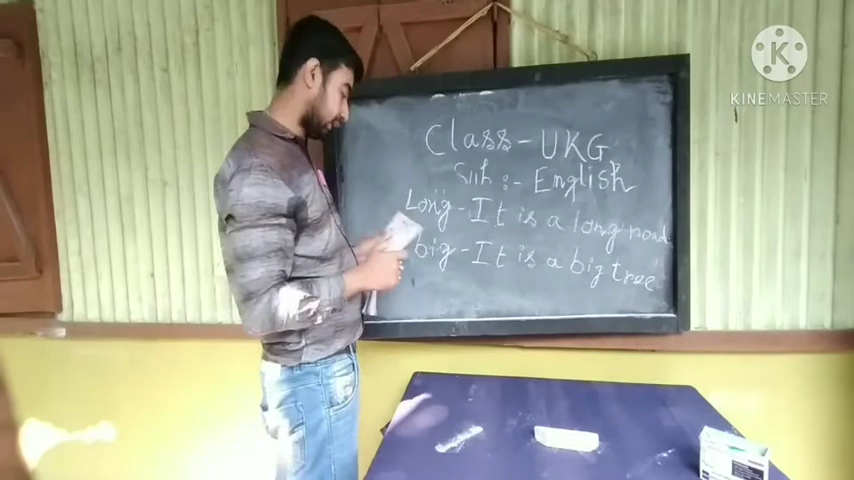 Class - UKG
Sub :- English
Long - It is a long road
big - It is a big tree
KINEMASTER